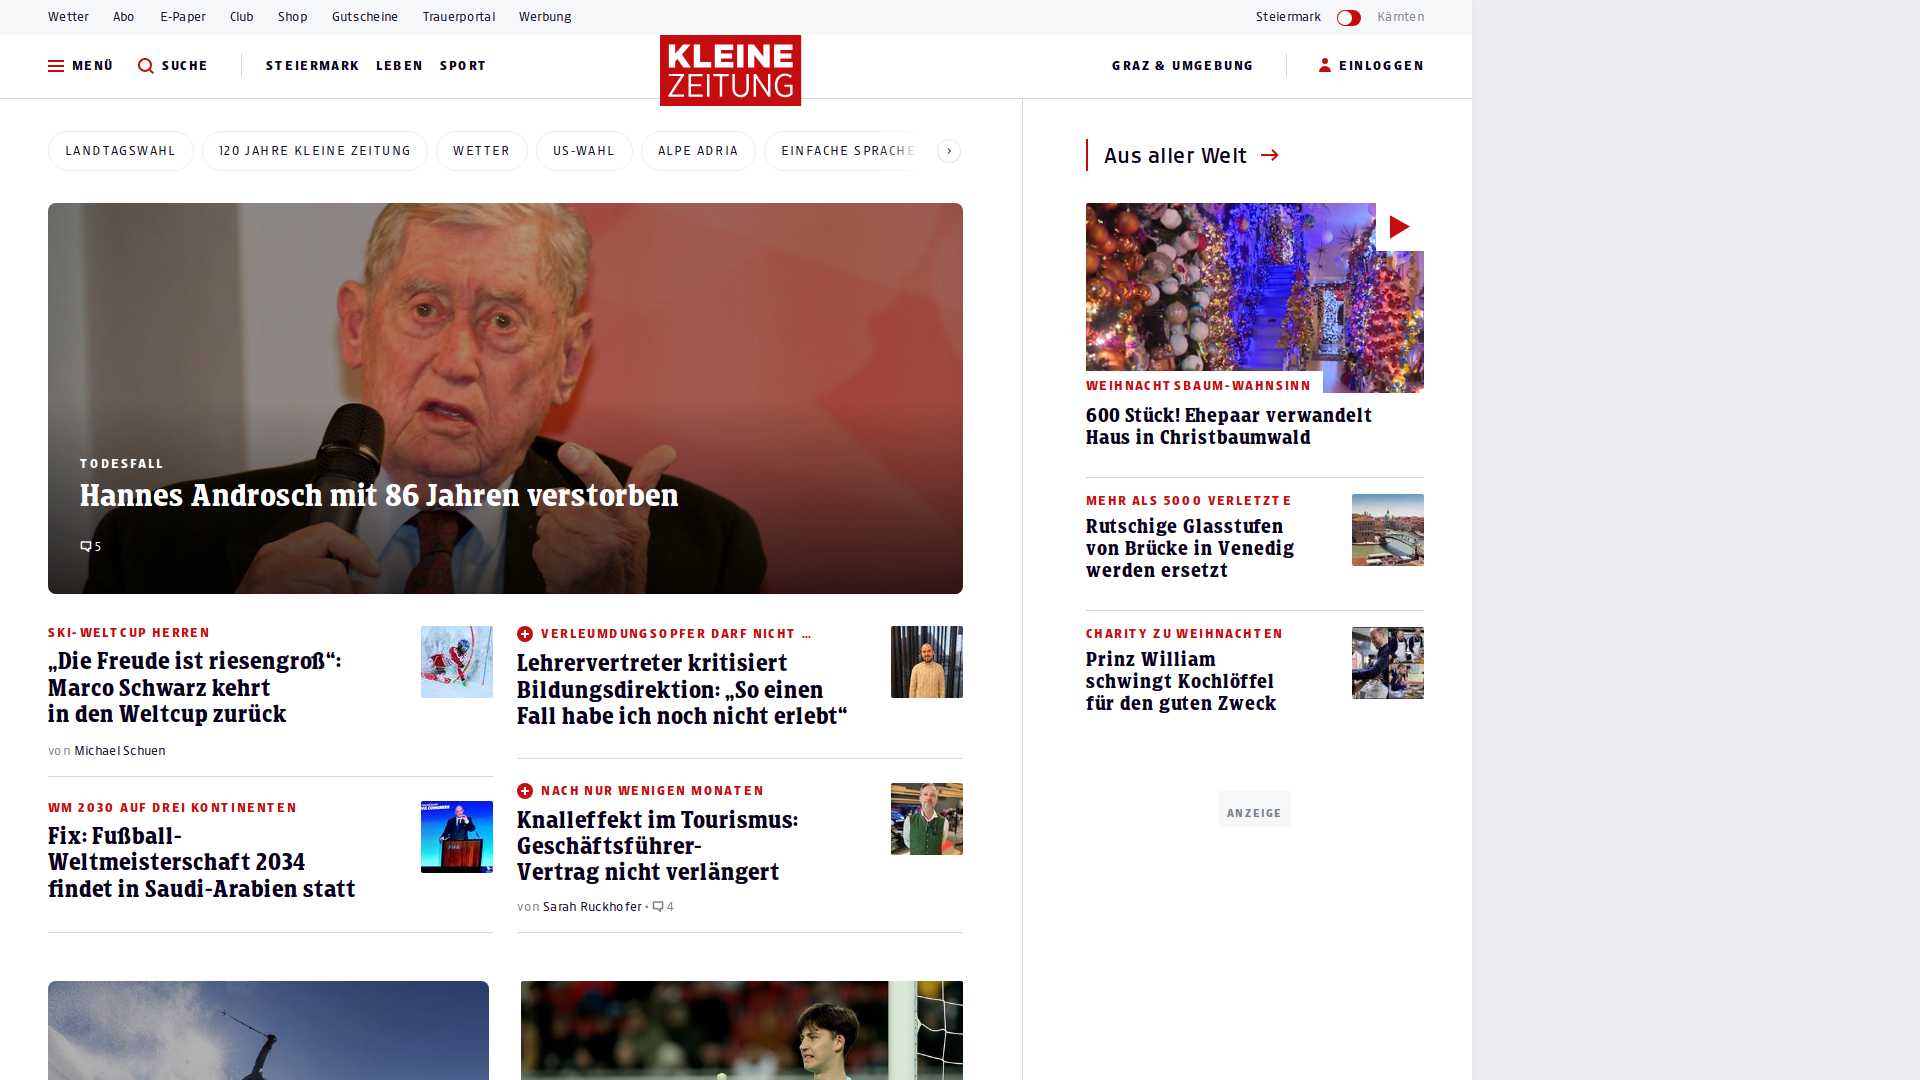 Wetter Abo E-Paper Club Shop Gutscheine Trauerportal Werbung
Steiermark Kärnten
MENÜ SUCHE STEIERMARK LEBEN SPORT
KLEINE
ZEITUNG
GRAZ & UMGEBUNG EINLOGGEN
LANDTAGSWAHL 120 JAHRE KLEINE ZEITUNG WETTER US-WAHL ALPE ADRIA EINFACHE SPRACHE
TODESFALL
Hannes Androsch mit 86 Jahren verstorben
5
SKI-WELTCUP HERREN
„Die Freude ist riesengroß“:
Marco Schwarz kehrt
in den Weltcup zurück
von Michael Schuen
WM 2030 AUF DREI KONTINENTEN
Fix: Fußball-
Weltmeisterschaft 2034
findet in Saudi-Arabien statt
VERLEUMDUNGSOPFER DARF NICHT ...
Lehrervertreter kritisiert
Bildungsdirektion: „So einen
Fall habe ich noch nicht erlebt“
NACH NUR WENIGEN MONATEN
Knalleffekt im Tourismus:
Geschäftsführer-
Vertrag nicht verlängert
von Sarah Ruckhofer • 4
Aus aller Welt
WEIHNACHTSBAUM-WAHNSINN
600 Stück! Ehepaar verwandelt
Haus in Christbaumwald
MEHR ALS 5000 VERLETZTE
Rutschige Glasstufen
von Brücke in Venedig
werden ersetzt
CHARITY ZU WEIHNACHTEN
Prinz William
schwingt Kochlöffel
für den guten Zweck
ANZEIGE